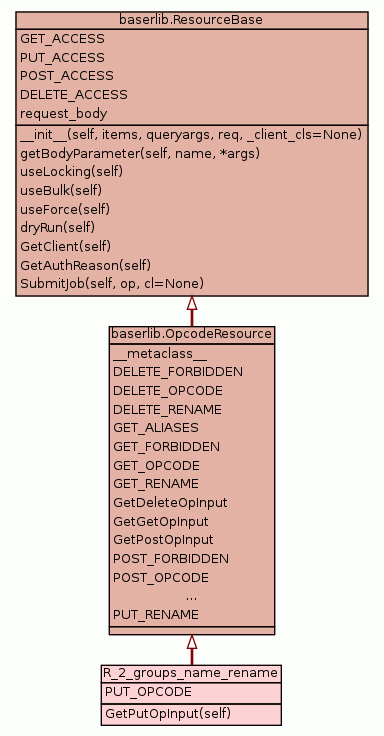 baserlib.ResourceBase
GET_ACCESS
PUT_ACCESS
POST_ACCESS
DELETE_ACCESS
request_body
__init__(self, items, queryargs, req, _client_cls=None)
getBodyParameter(self, name, *args)
useLocking(self)
useBulk(self)
useForce(self)
dryRun(self)
GetClient(self)
GetAuthReason(self)
SubmitJob(self, op, cl=None)
baserlib.OpcodeResource
__metaclass__
DELETE_FORBIDDEN
DELETE_OPCODE
DELETE_RENAME
GET_ALIASES
GET_FORBIDDEN
GET_OPCODE
GET_RENAME
GetDeleteOpInput
GetGetOpInput
GetPostOpInput
POST_FORBIDDEN
POST_OPCODE
...
PUT_RENAME
R_2_groups_name_rename
PUT_OPCODE
GetPutOpInput(self)